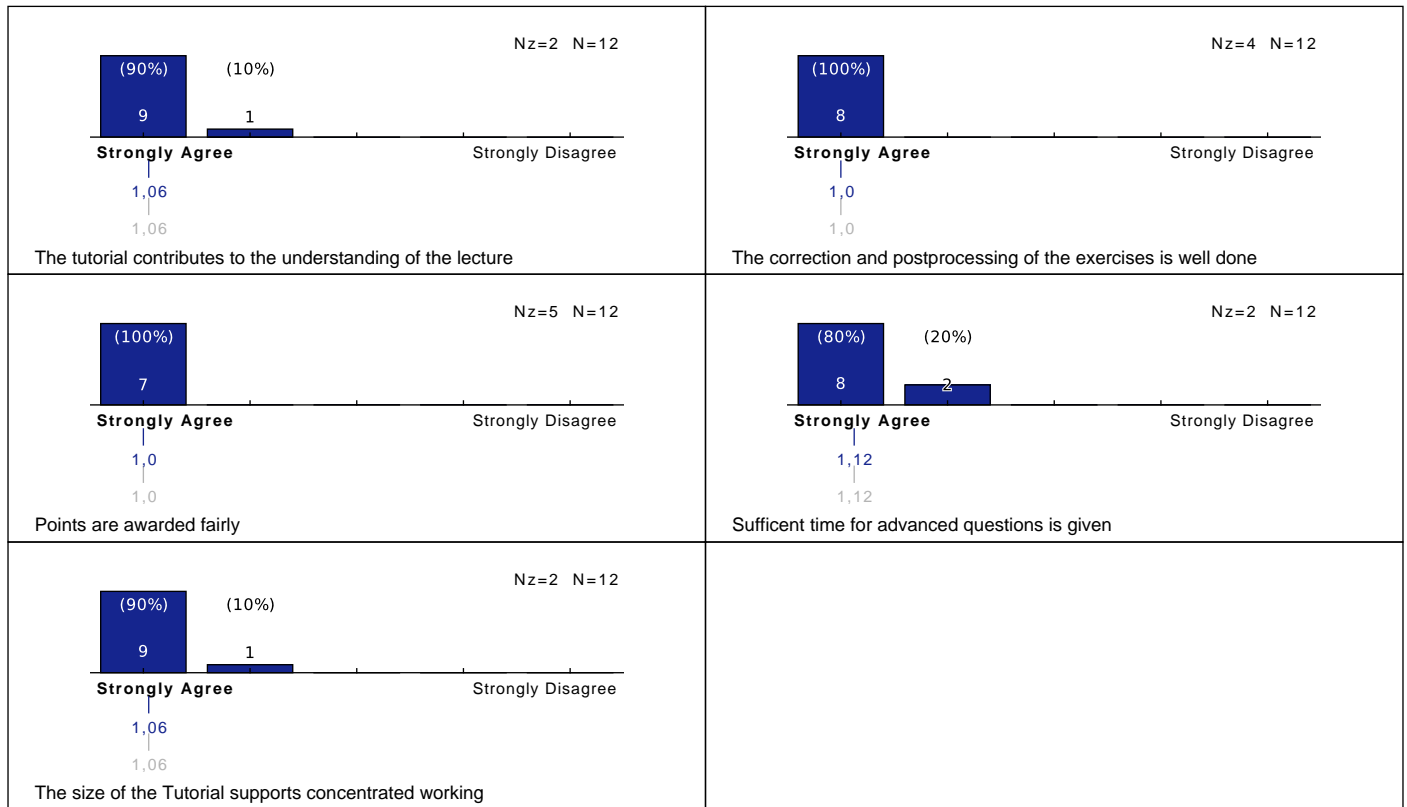 Nz=2 N=12
(90%) (10%)
9 1
Strongly Agree Strongly Disagree
1,06
1,06
The tutorial contributes to the understanding of the lecture
Nz=4 N=12
(100%)
8
Strongly Agree Strongly Disagree
1,0
1,0
The correction and postprocessing of the exercises is well done
Nz=5 N=12
(100%)
7
Strongly Agree Strongly Disagree
1,0
1,0
Points are awarded fairly
Nz=2 N=12
(80%) (20%)
8 2
Strongly Agree Strongly Disagree
1,12
1,12
Sufficent time for advanced questions is given
Nz=2 N=12
(90%) (10%)
9 1
Strongly Agree Strongly Disagree
1,06
1,06
The size of the Tutorial supports concentrated working